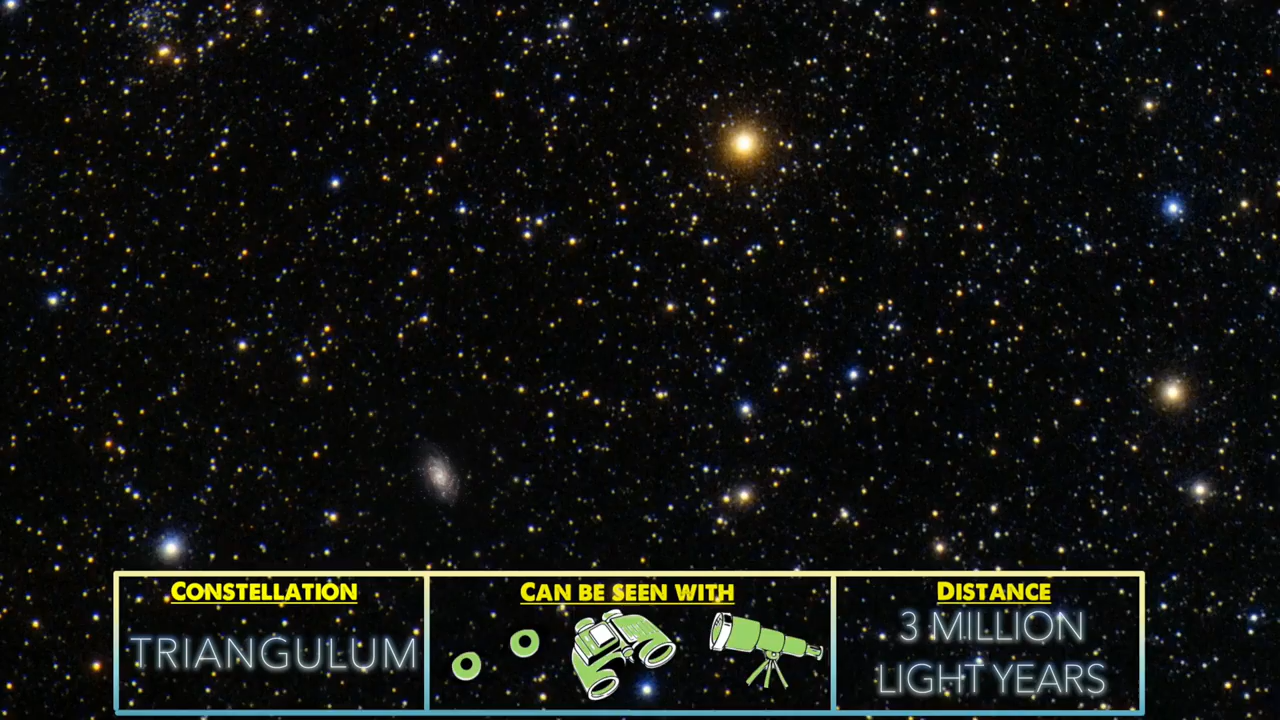 CONSTELLATION
TRIANGULUM
CAN BE SEEN WITH
DISTANCE
3 MILLION
LIGHT YEARS